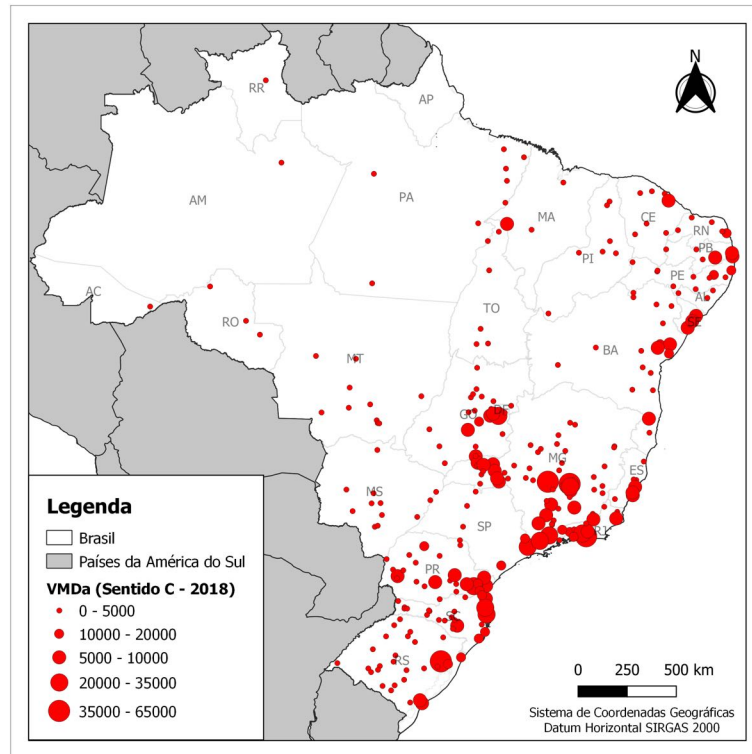 N
RR
AP
AM
PA
MA
CE
RN
PB
PI
PE
AC
AL
TO
SE
RO
BA
MT
GO
DF
MG
ES
MS
SP
RJ
PR
SC
RS
Legenda
Brasil
Países da América do Sul
VMDa (Sentido C - 2018)
0 - 5000
10000 - 20000
5000 - 10000
20000 - 35000
35000 - 65000
0 250 500 km
Sistema de Coordenadas Geográficas
Datum Horizontal SIRGAS 2000